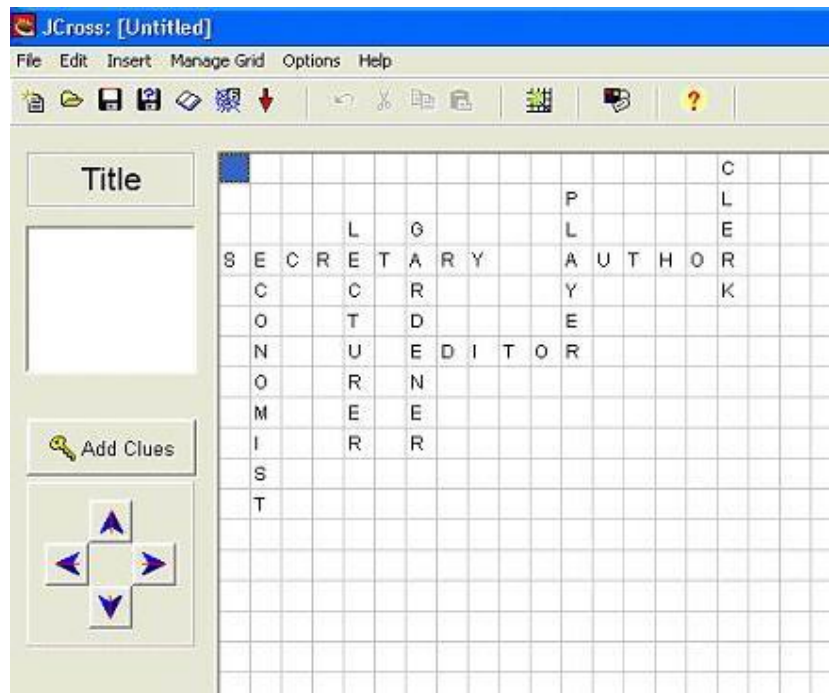 JCross: [Untitled]
File Edit Insert Manage Grid Options Help
?
Title
C
P L
L G L E
S E C R E T A R Y A U T H O R
C C R Y K
O T D E
N U E D I T O R
O R N
M E E
I R R
S
T
Add Clues